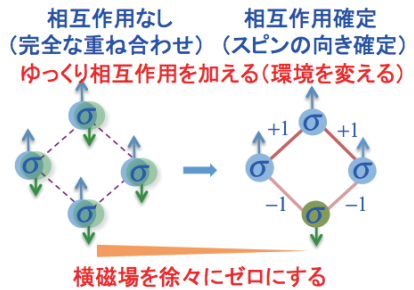 相互作用なし
(完全な重ね合わせ)
相互作用確定
(スピンの向き確定)
ゆっくり相互作用を加える(環境を変える)
σ
σ
σ
σ
σ
+1
+1
σ
σ
−1
−1
σ
横磁場を徐々にゼロにする